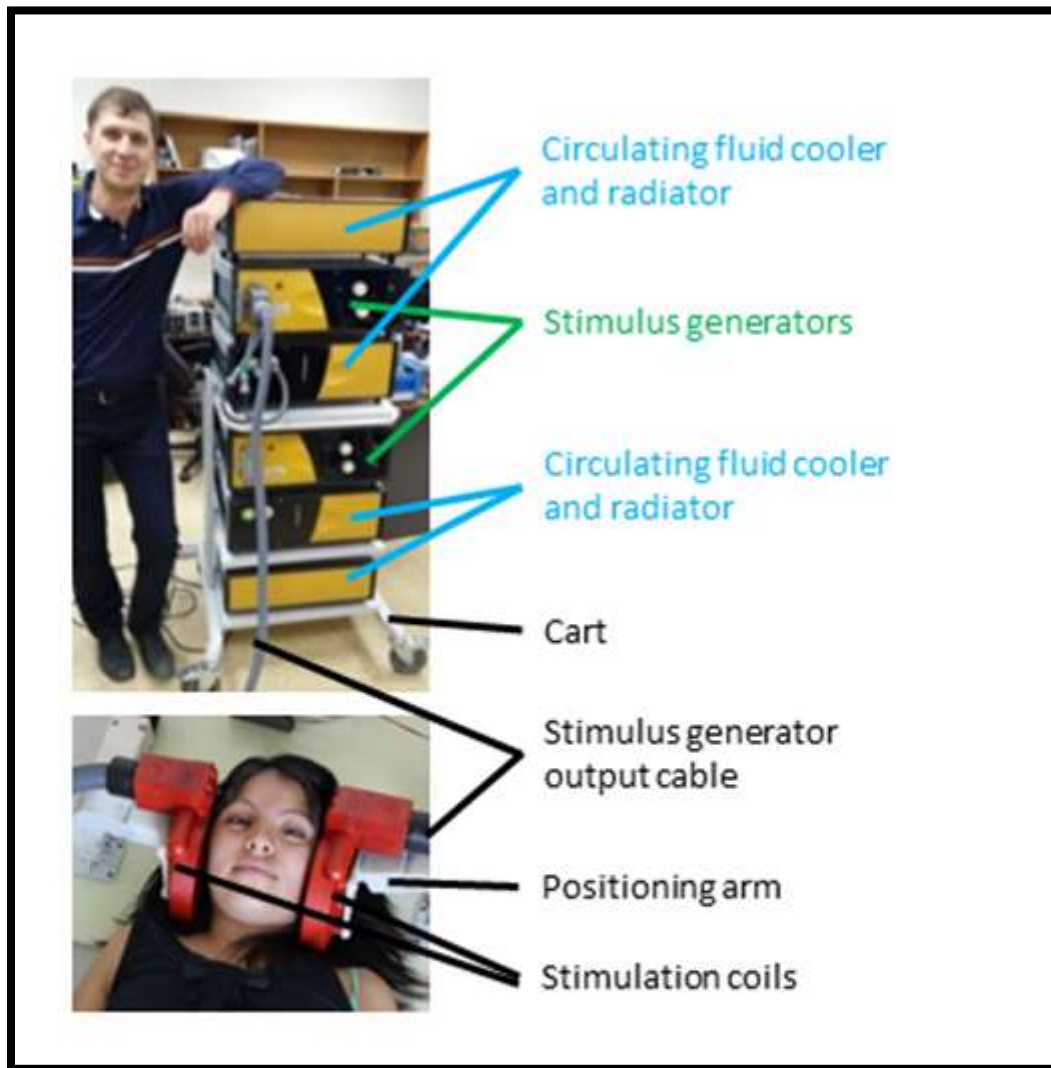 Circulating fluid cooler
and radiator
Stimulus generators
Circulating fluid cooler
and radiator
Cart
Stimulus generator
output cable
Positioning arm
Stimulation coils